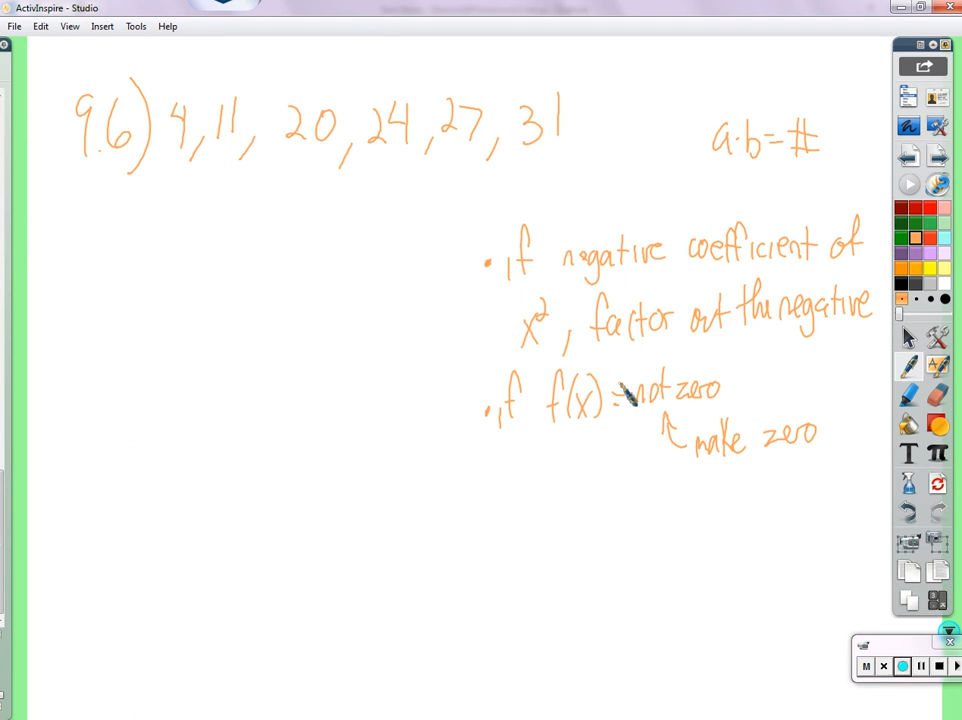 ActivInspire - Studio
File Edit View Insert Tools Help
9.6) 4, 11, 20, 24, 27, 31
a·b = #
• if negative coefficient of
x², factor out the negative
• if f(x) = not zero
make zero
M